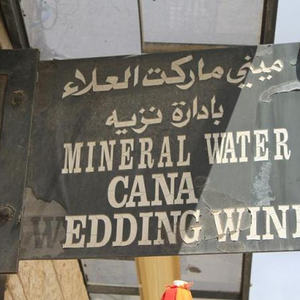 ميني ماركت العلاء
بادارة نزيه
MINERAL WATER
CANA
WEDDING WINE